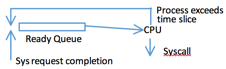 Process exceeds
time slice
CPU
Ready Queue
Syscall
Sys request completion